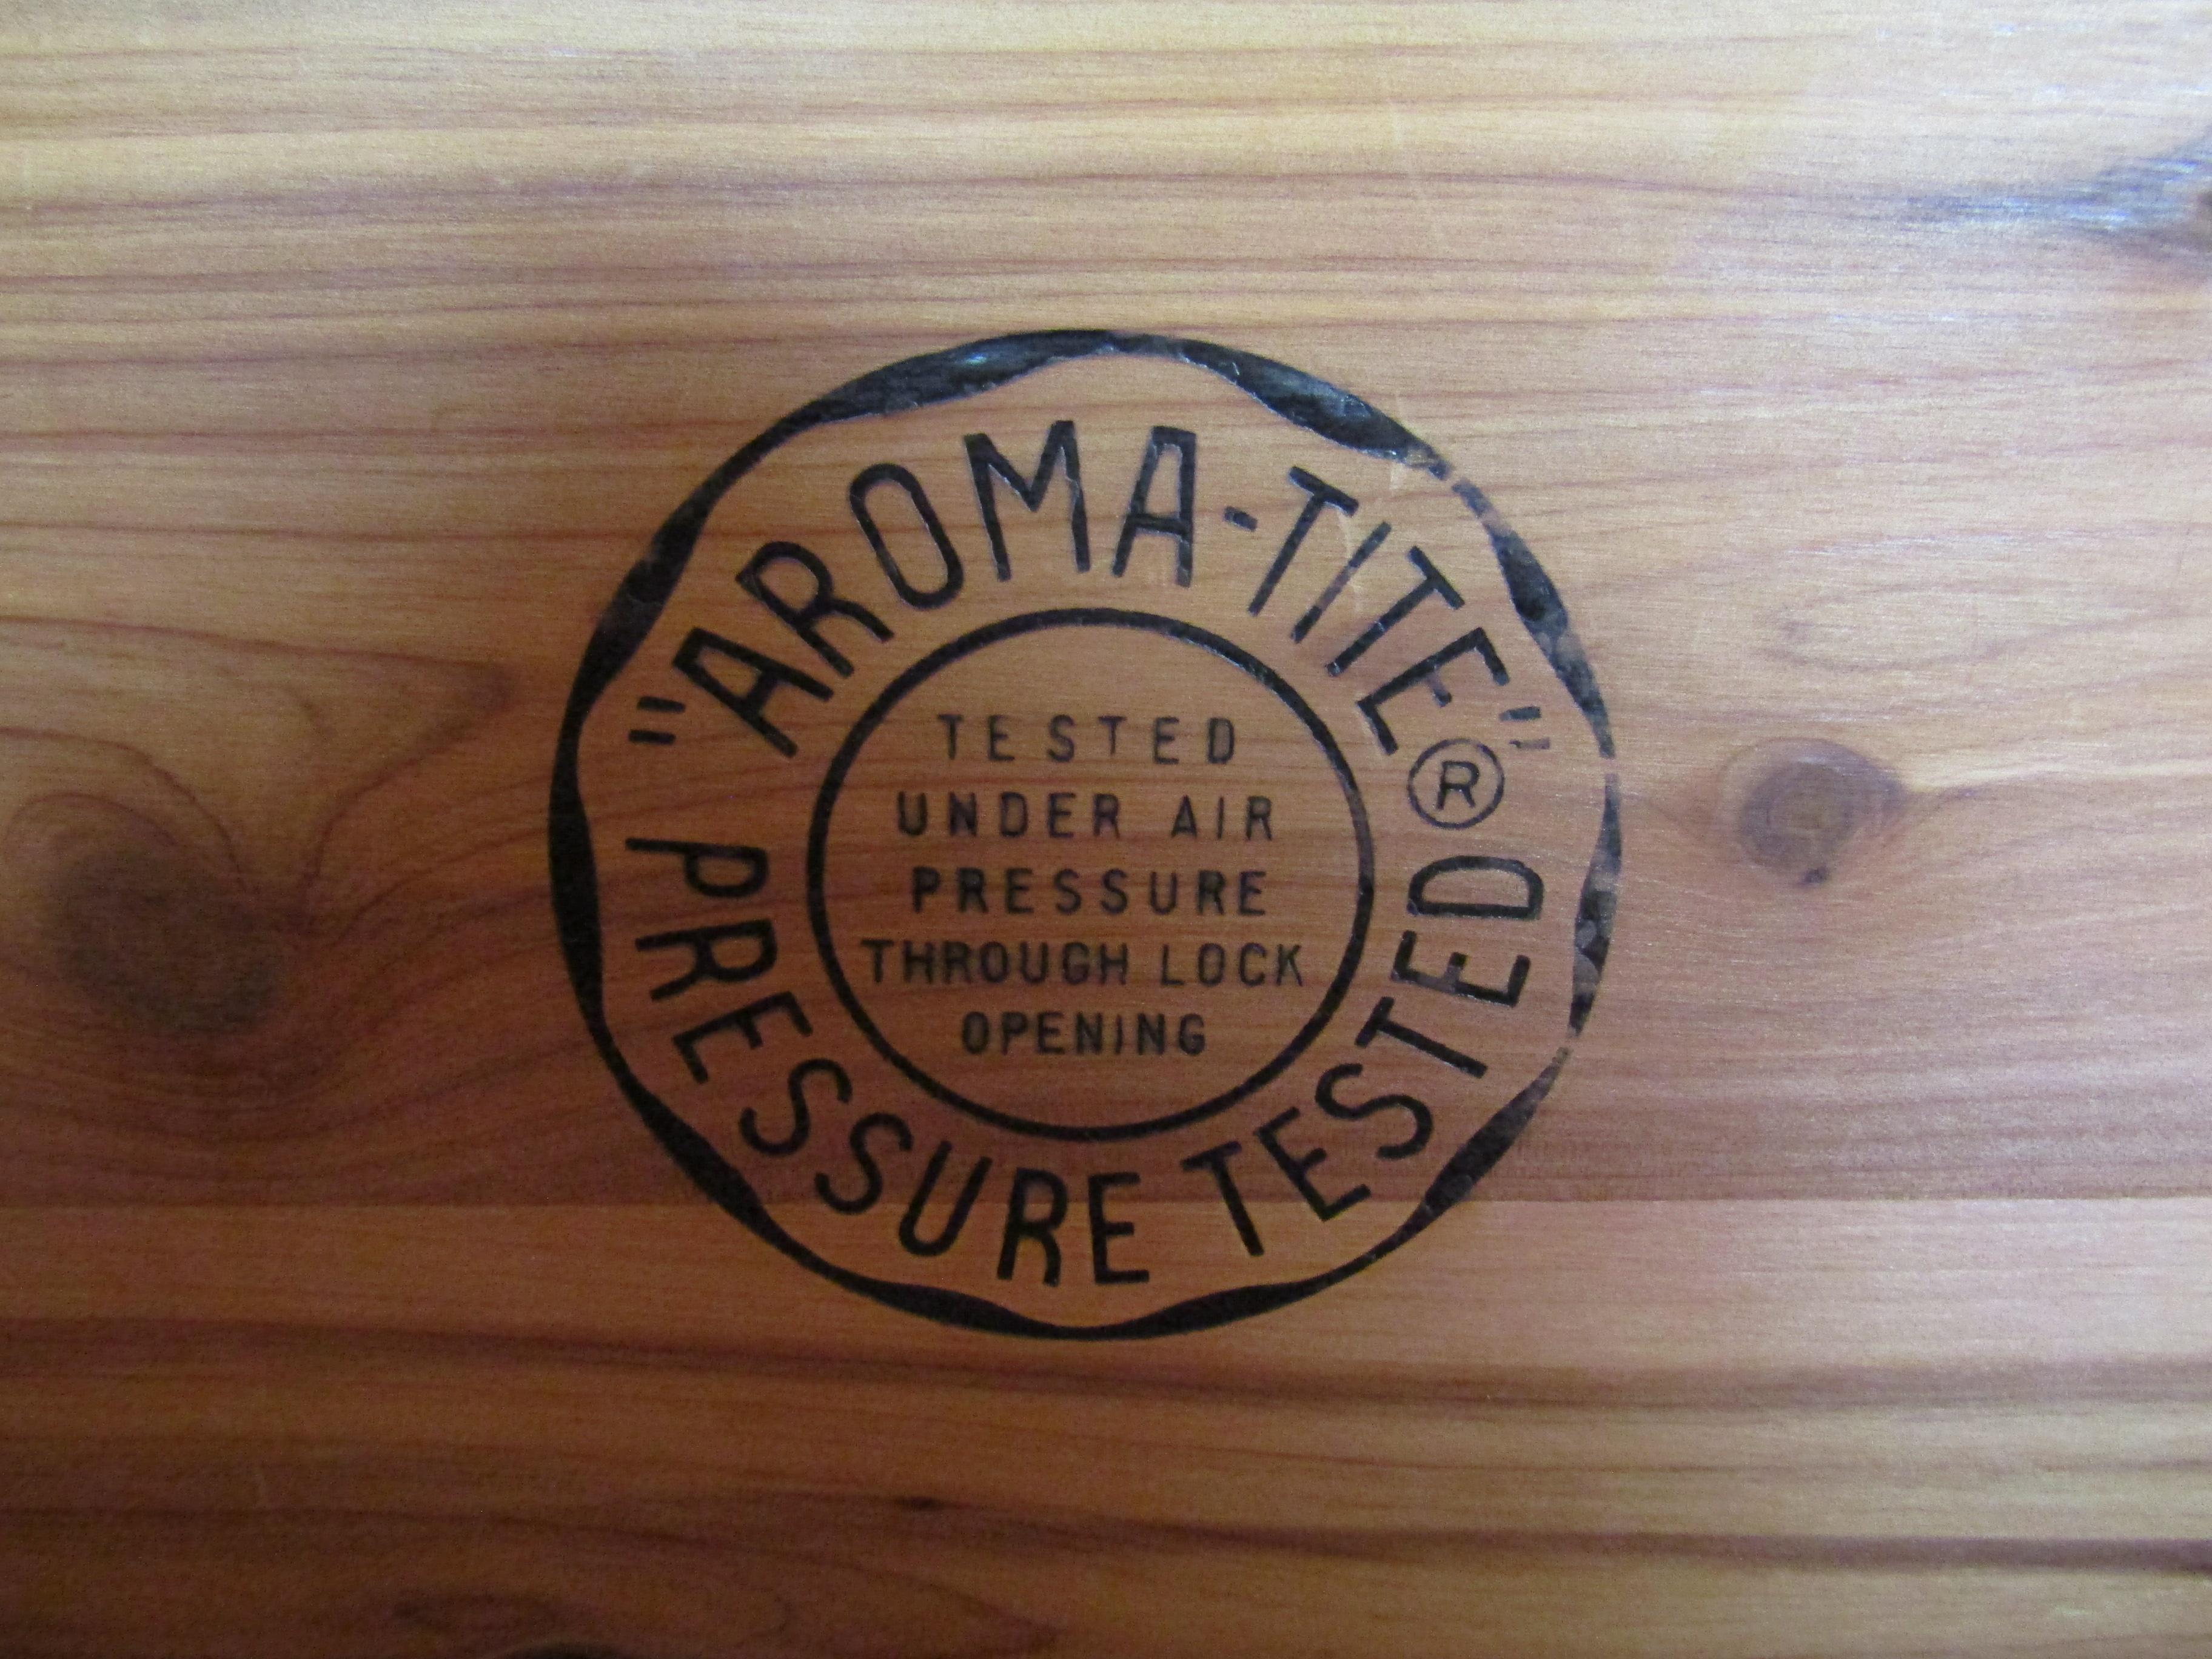 "AROMA-TITE"®
TESTED
UNDER AIR
PRESSURE
THROUGH LOCK
OPENING
PRESSURE TESTED